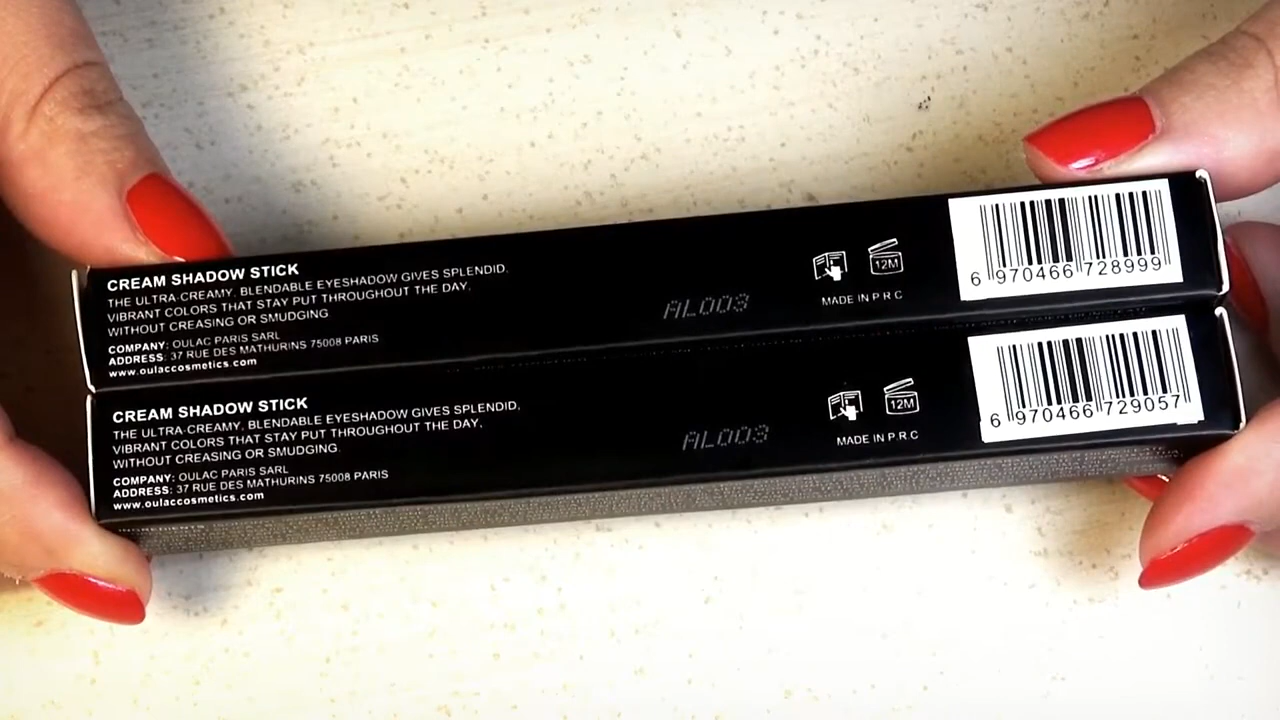 CREAM SHADOW STICK
THE ULTRA-CREAMY, BLENDABLE EYESHADOW GIVES SPLENDID,
VIBRANT COLORS THAT STAY PUT THROUGHOUT THE DAY,
WITHOUT CREASING OR SMUDGING
COMPANY: OULAC PARIS SARL
ADDRESS: 37 RUE DES MATHURINS 75008 PARIS
www.oulaccosmetics.com
AL003
12M
MADE IN P R C
6 970466 728999
CREAM SHADOW STICK
THE ULTRA-CREAMY, BLENDABLE EYESHADOW GIVES SPLENDID,
VIBRANT COLORS THAT STAY PUT THROUGHOUT THE DAY,
WITHOUT CREASING OR SMUDGING.
COMPANY: OULAC PARIS SARL
ADDRESS: 37 RUE DES MATHURINS 75008 PARIS
www.oulaccosmetics.com
AL003
12M
MADE IN P.R.C
6 970466 729057
INGREDIENTS